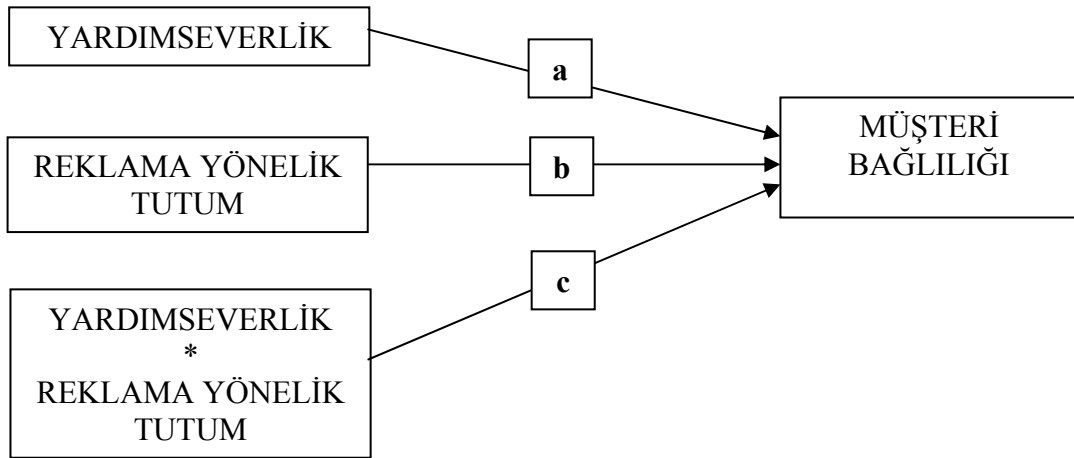 YARDIMSEVERLİK
a
REKLAMA YÖNELİK
TUTUM
b
MÜŞTERİ
BAĞLILIĞI
c
YARDIMSEVERLİK
*
REKLAMA YÖNELİK
TUTUM